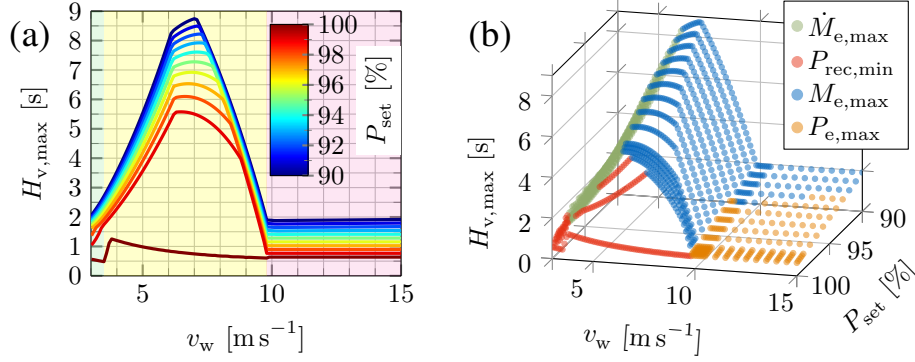 (a)
H_v,max [s]
9
8
7
6
5
4
3
2
1
0
5
10
15
v_w [m s⁻¹]
100
98
96
94
92
90
P_set [%]
(b)
H_v,max [s]
8
6
4
2
0
5
10
15
v_w [m s⁻¹]
90
95
100
P_set [%]
Ṁ_e,max
P_rec,min
M_e,max
P_e,max